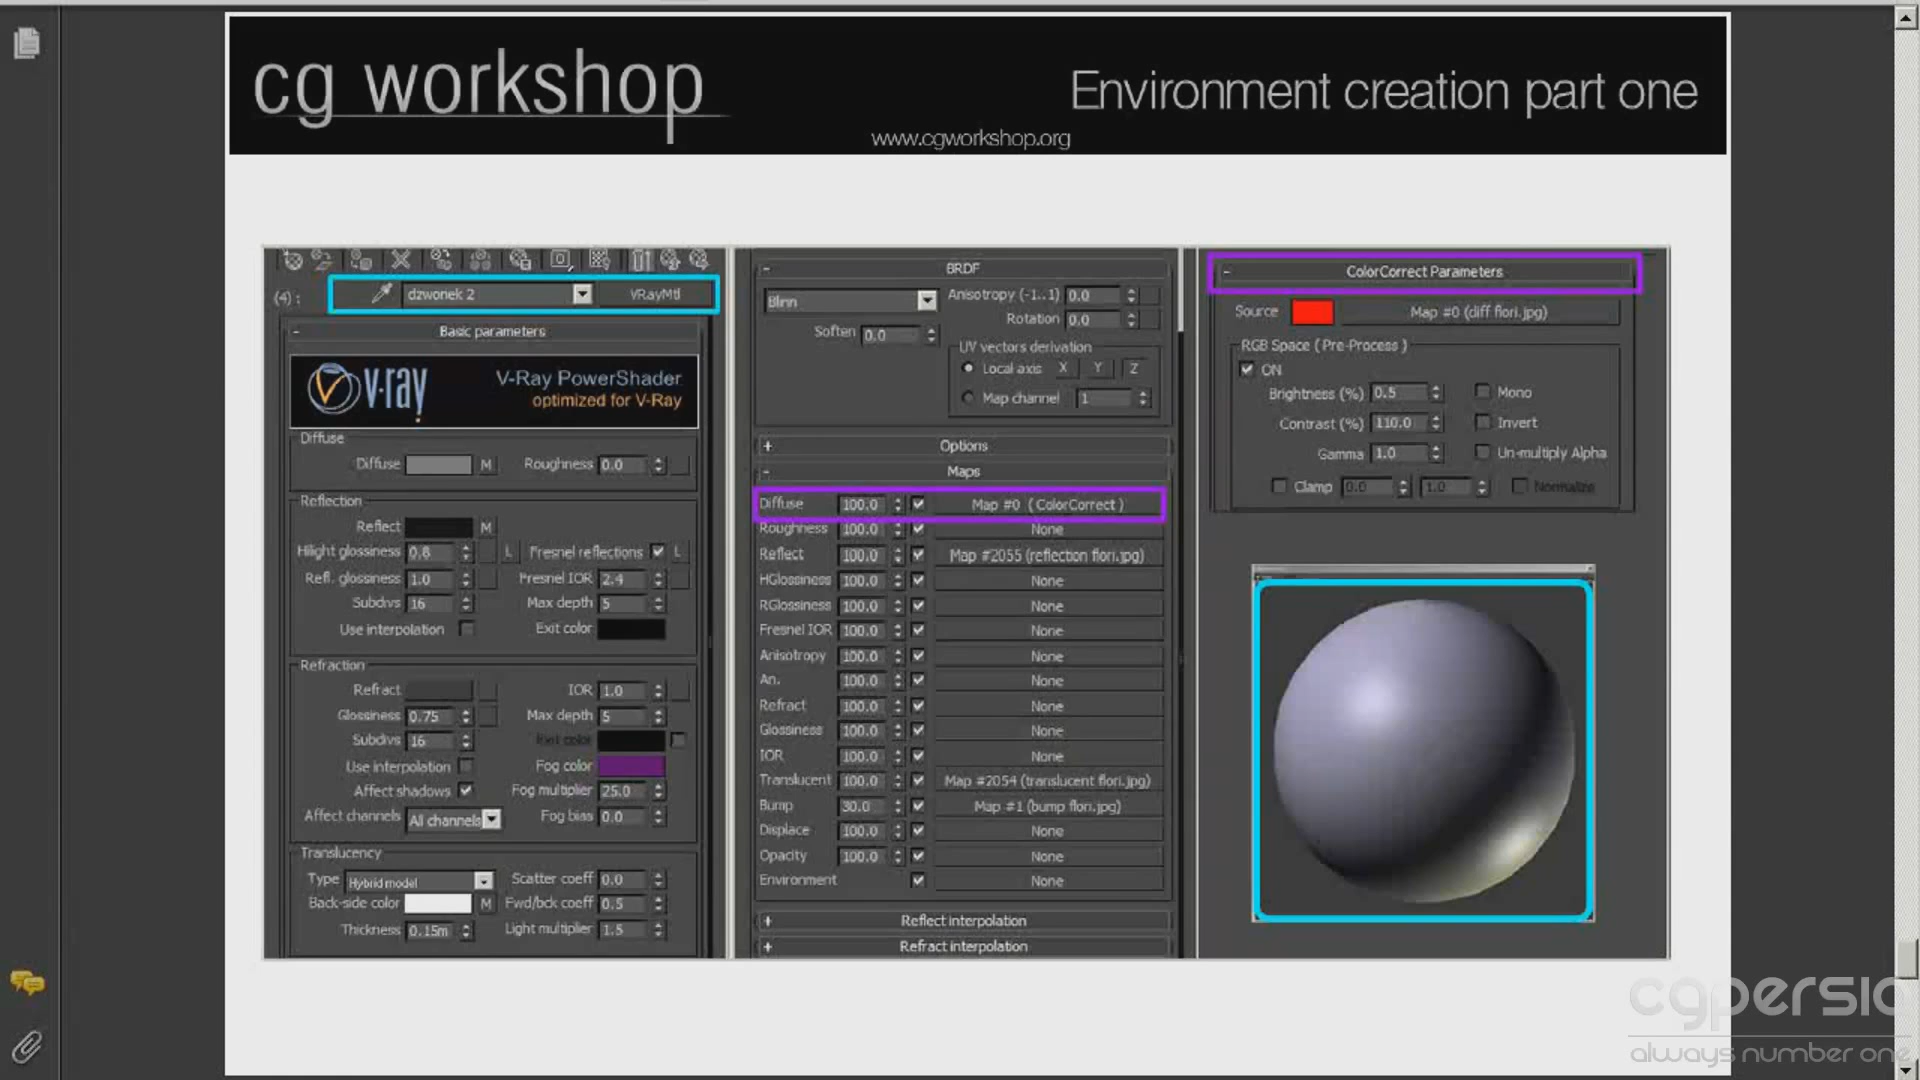 cg workshop
Environment creation part one
www.cgworkshop.org
(4) :
dzwonek 2
VRayMtl
- Basic parameters
v·ray
V-Ray PowerShader
optimized for V-Ray
Diffuse
Diffuse M Roughness 0.0
Reflection
Reflect M
Hilight glossiness 0.8 L Fresnel reflections L
Refl. glossiness 1.0 Fresnel IOR 2.4
Subdivs 16 Max depth 5
Use interpolation Exit color
Refraction
Refract IOR 1.0
Glossiness 0.75 Max depth 5
Subdivs 16 Exit color
Use interpolation Fog color
Affect shadows Fog multiplier 25.0
Affect channels All channels Fog bias 0.0
Translucency
Type Hybrid model Scatter coeff 0.0
Back-side color M Fwd/bck coeff 0.5
Thickness 0.15m Light multiplier 1.5
- BRDF
Blinn Anisotropy (-1..1) 0.0
Rotation 0.0
Soften 0.0
UV vectors derivation
Local axis X Y Z
Map channel 1
+ Options
- Maps
Diffuse 100.0 Map #0 ( ColorCorrect )
Roughness 100.0 None
Reflect 100.0 Map #2055 (reflection flori.jpg)
HGlossiness 100.0 None
RGlossiness 100.0 None
Fresnel IOR 100.0 None
Anisotropy 100.0 None
An. 100.0 None
Refract 100.0 None
Glossiness 100.0 None
IOR 100.0 None
Translucent 100.0 Map #2054 (translucent flori.jpg)
Bump 30.0 Map #1 (bump flori.jpg)
Displace 100.0 None
Opacity 100.0 None
Environment None
+ Reflect interpolation
+ Refract interpolation
- ColorCorrect Parameters
Source Map #0 (diff flori.jpg)
RGB Space ( Pre-Process )
ON
Brightness (%) 0.5 Mono
Contrast (%) 110.0 Invert
Gamma 1.0 Un-multiply Alpha
Clamp 0.0 1.0 Normalize
cgpersia
always number one